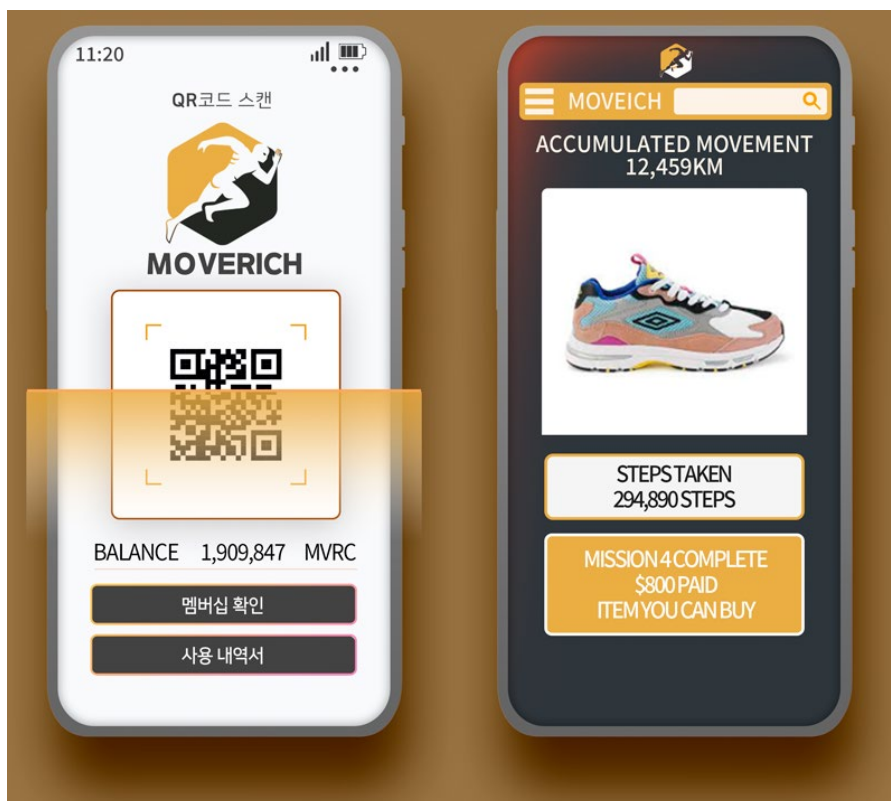 11:20
QR코드 스캔
MOVERICH
BALANCE 1,909,847 MVRC
멤버십 확인
사용 내역서
MOVEICH
ACCUMULATED MOVEMENT
12,459KM
STEPS TAKEN
294,890 STEPS
MISSION 4 COMPLETE
$800 PAID
ITEM YOU CAN BUY